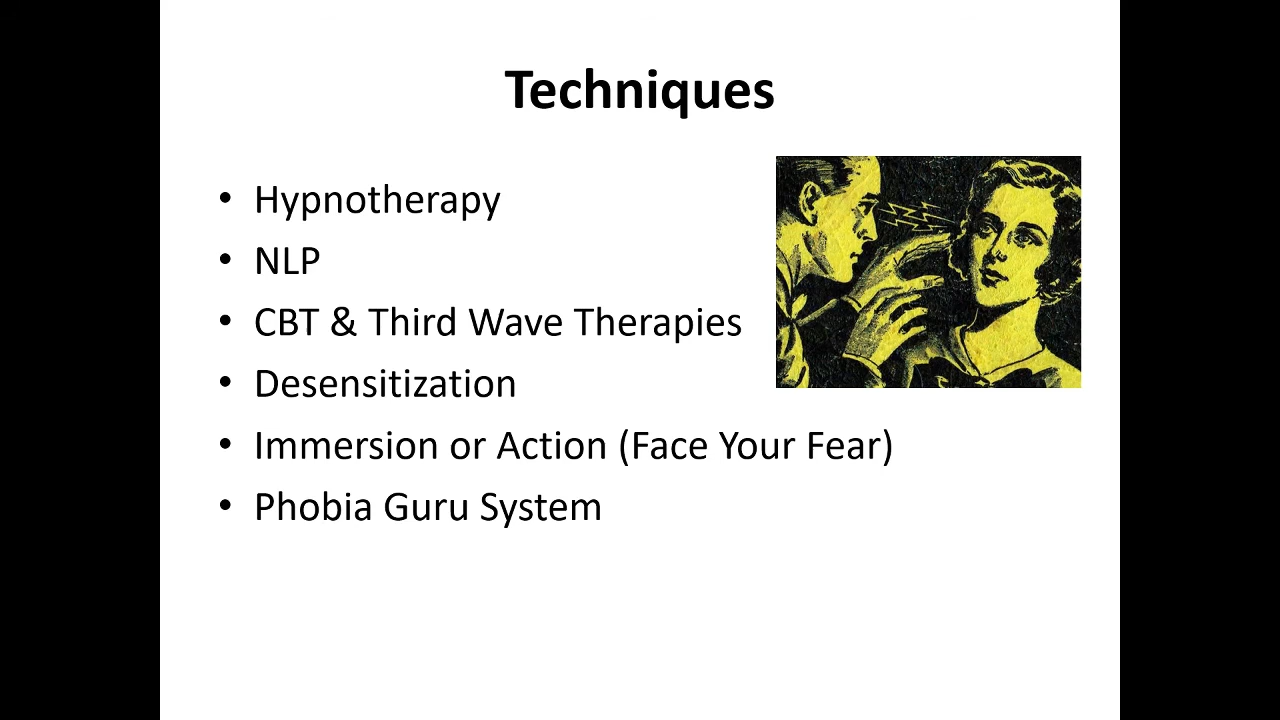 Techniques
• Hypnotherapy
• NLP
• CBT & Third Wave Therapies
• Desensitization
• Immersion or Action (Face Your Fear)
• Phobia Guru System